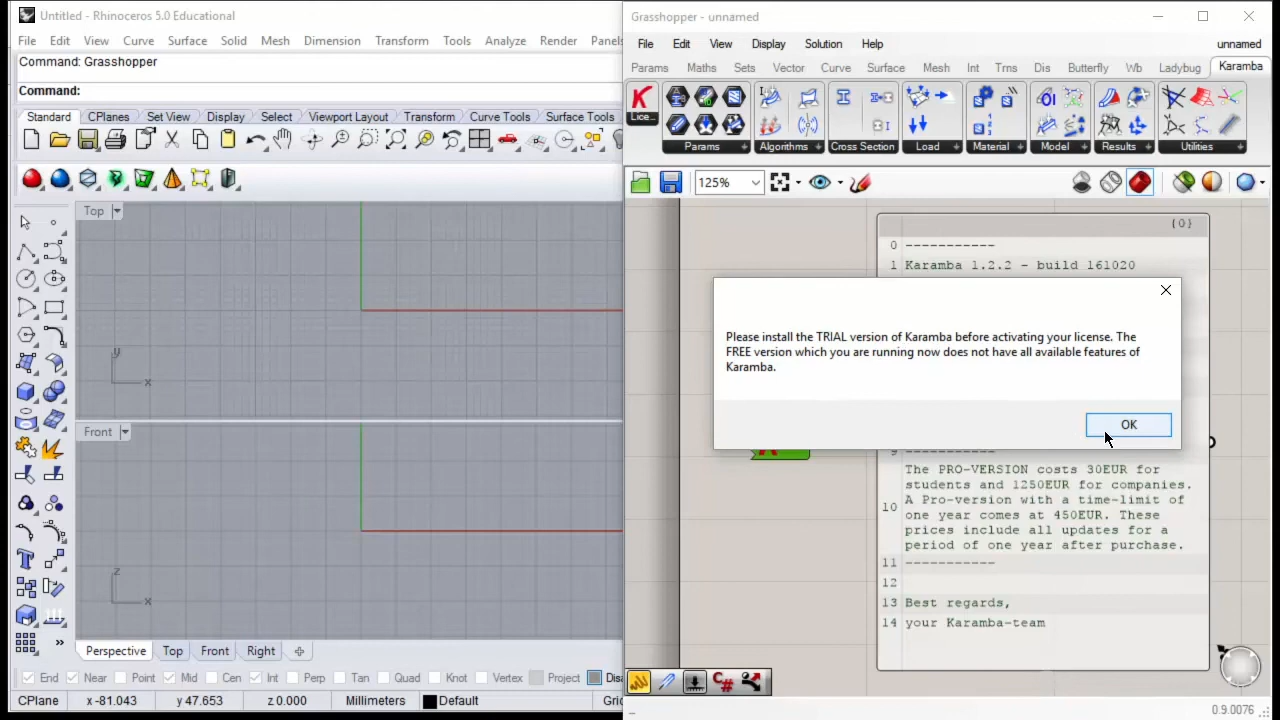 Untitled - Rhinoceros 5.0 Educational
File Edit View Curve Surface Solid Mesh Dimension Transform Tools Analyze Render Panels
Command: Grasshopper
Command:
Standard CPlanes Set View Display Select Viewport Layout Transform Curve Tools Surface Tools
Top
y
x
Front
z
x
Perspective Top Front Right
End Near Point Mid Cen Int Perp Tan Quad Knot Vertex Project
CPlane x -81.043 y 47.653 z 0.000 Millimeters Default
Grasshopper - unnamed
File Edit View Display Solution Help unnamed
Params Maths Sets Vector Curve Surface Mesh Int Trns Dis Butterfly Wb Ladybug Karamba
Lice...
Params Algorithms Cross Section Load Material Model Results Utilities
125%
{0}
0 -----------
1 Karamba 1.2.2 - build 161020
Please install the TRIAL version of Karamba before activating your license. The
FREE version which you are running now does not have all available features of
Karamba.
OK
9 -----------
The PRO-VERSION costs 30EUR for
students and 1250EUR for companies.
A Pro-version with a time-limit of
10 one year comes at 450EUR. These
prices include all updates for a
period of one year after purchase.
11 -----------
12
13 Best regards,
14 your Karamba-team
0.9.0076